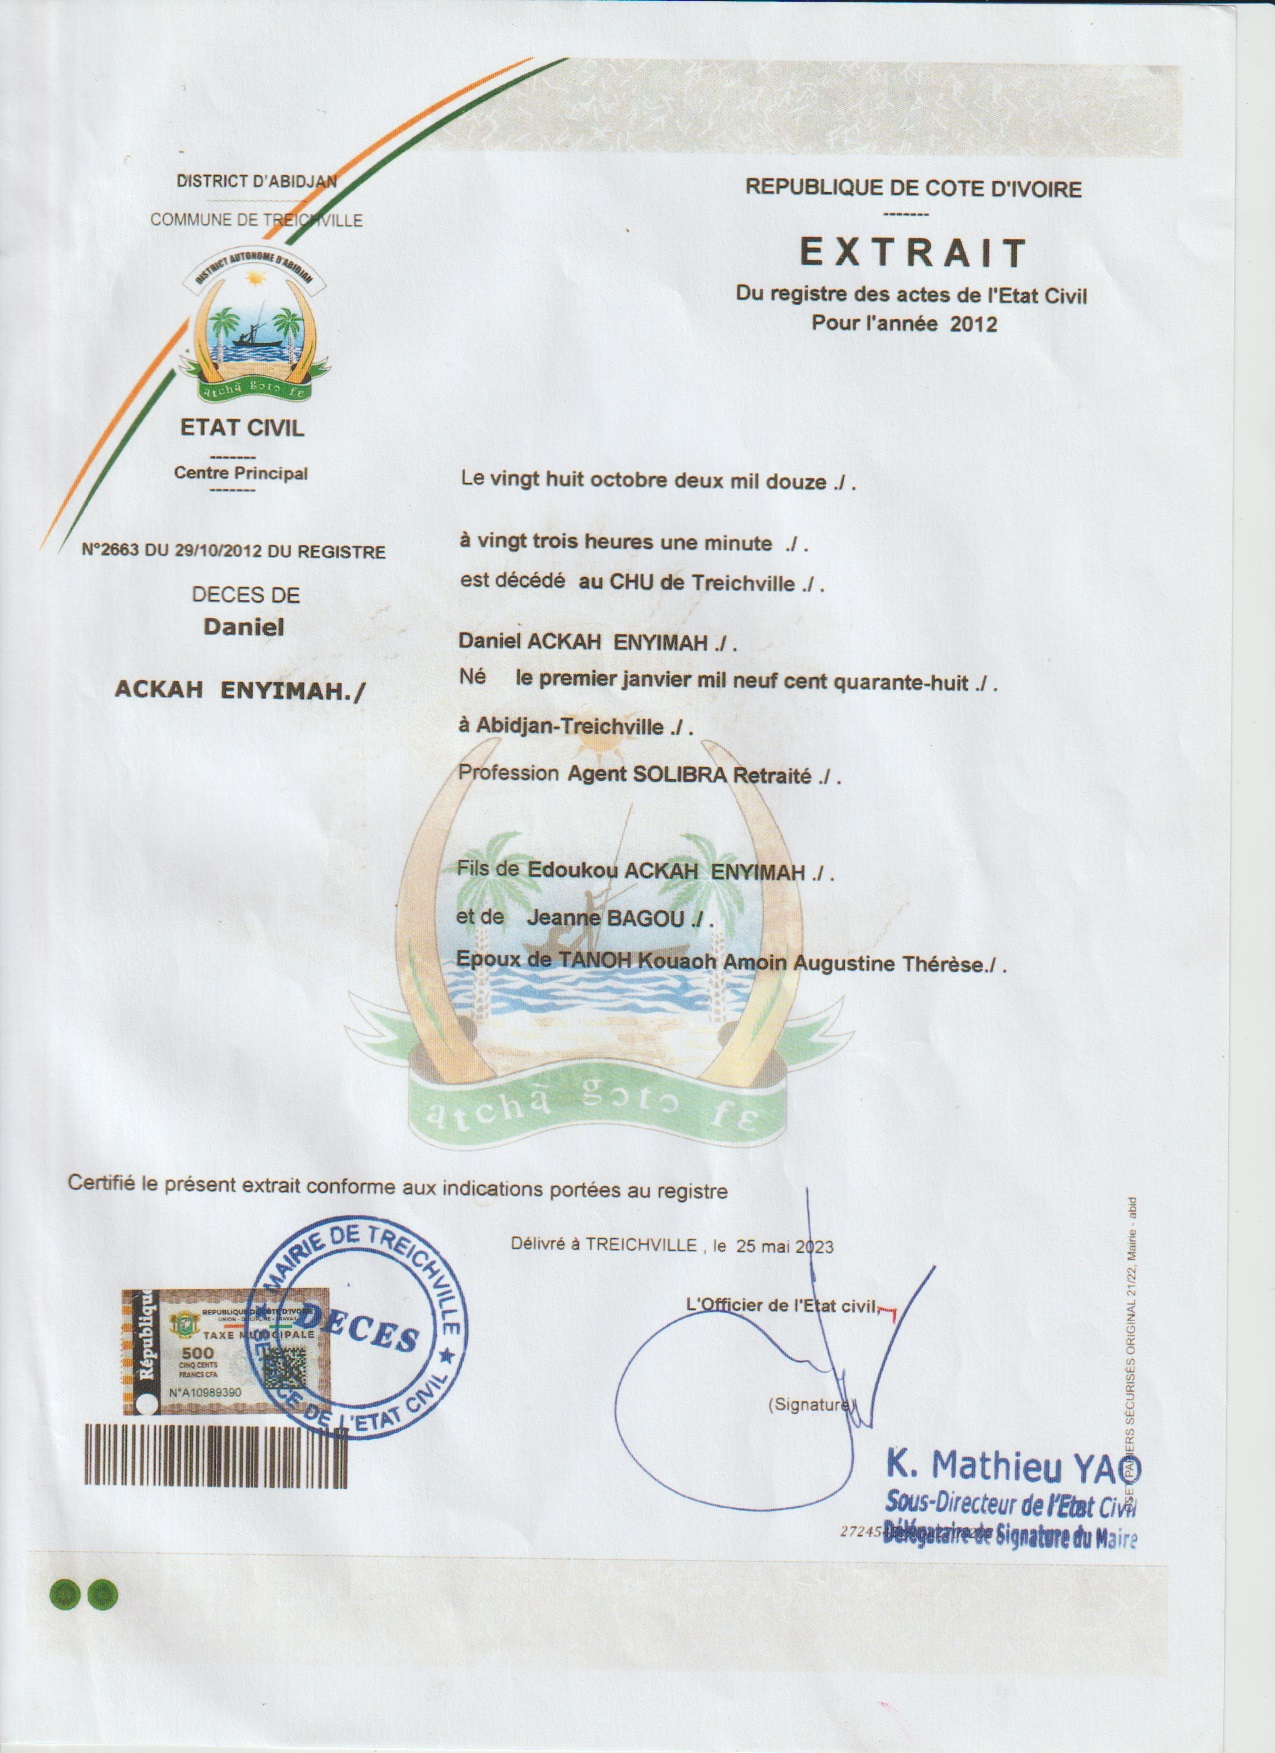 DISTRICT D'ABIDJAN
COMMUNE DE TREICHVILLE
DISTRICT AUTONOME D'ABIDJAN
atchā gɔtɔ fɛ
ETAT CIVIL
-------
Centre Principal
-------
N°2663 DU 29/10/2012 DU REGISTRE
DECES DE
Daniel
ACKAH ENYIMAH./
REPUBLIQUE DE COTE D'IVOIRE
-------
EXTRAIT
Du registre des actes de l'Etat Civil
Pour l'année 2012
Le vingt huit octobre deux mil douze ./ .
à vingt trois heures une minute ./ .
est décédé au CHU de Treichville ./ .
Daniel ACKAH ENYIMAH ./ .
Né le premier janvier mil neuf cent quarante-huit ./ .
à Abidjan-Treichville ./ .
Profession Agent SOLIBRA Retraité ./ .
Fils de Edoukou ACKAH ENYIMAH ./ .
et de Jeanne BAGOU ./ .
Epoux de TANOH Kouaoh Amoin Augustine Thérèse./ .
atchā gɔtɔ fɛ
Certifié le présent extrait conforme aux indications portées au registre
Délivré à TREICHVILLE , le 25 mai 2023
L'Officier de l'Etat civil,
(Signature)
MAIRIE DE TREICHVILLE
DECES
SERVICE DE L'ETAT CIVIL
République
REPUBLIQUE DE CÔTE D'IVOIRE
UNION - DISCIPLINE - TRAVAIL
TAXE MUNICIPALE
500
CINQ CENTS
FRANCS CFA
N°A10989390
K. Mathieu YAO
Sous-Directeur de l'Etat Civil
Délégataire de Signature du Maire
27245
PAPIERS SECURISES ORIGINAL 21/22, Mairie - abid